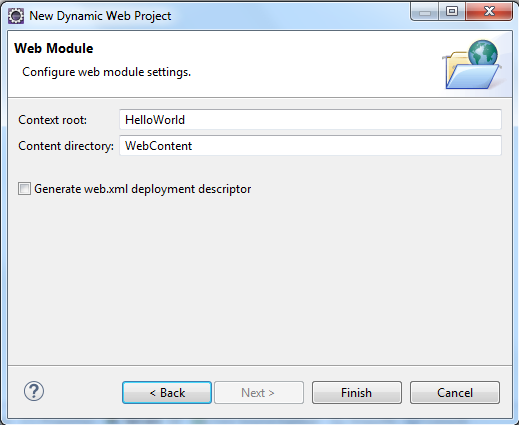 New Dynamic Web Project
Web Module
Configure web module settings.
Context root: HelloWorld
Content directory: WebContent
Generate web.xml deployment descriptor
? < Back Next > Finish Cancel